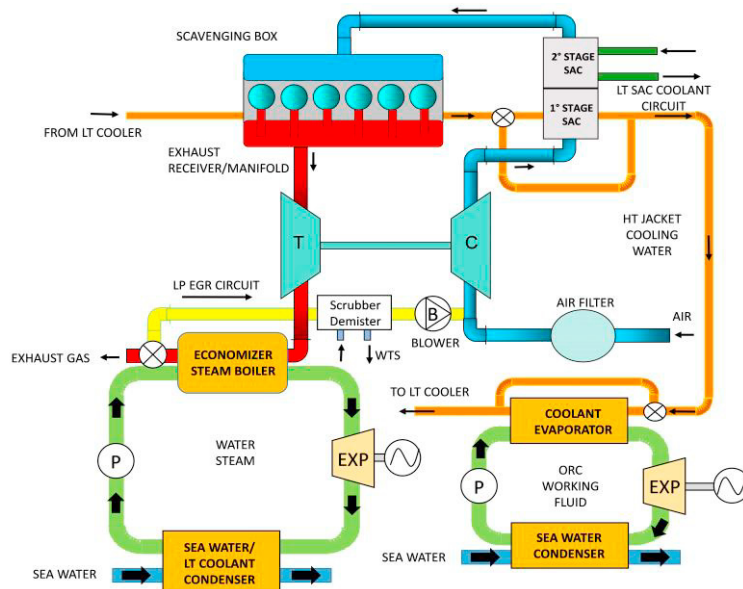 SCAVENGING BOX
2° STAGE
SAC
1° STAGE
SAC
LT SAC COOLANT
CIRCUIT
FROM LT COOLER
EXHAUST
RECEIVER/MANIFOLD
T
C
HT JACKET
COOLING
WATER
LP EGR CIRCUIT
Scrubber
Demister
B
BLOWER
WTS
AIR FILTER
AIR
EXHAUST GAS
ECONOMIZER
STEAM BOILER
TO LT COOLER
COOLANT
EVAPORATOR
WATER
STEAM
P
EXP
ORC
WORKING
FLUID
P
EXP
SEA WATER/
LT COOLANT
CONDENSER
SEA WATER
SEA WATER
CONDENSER
SEA WATER